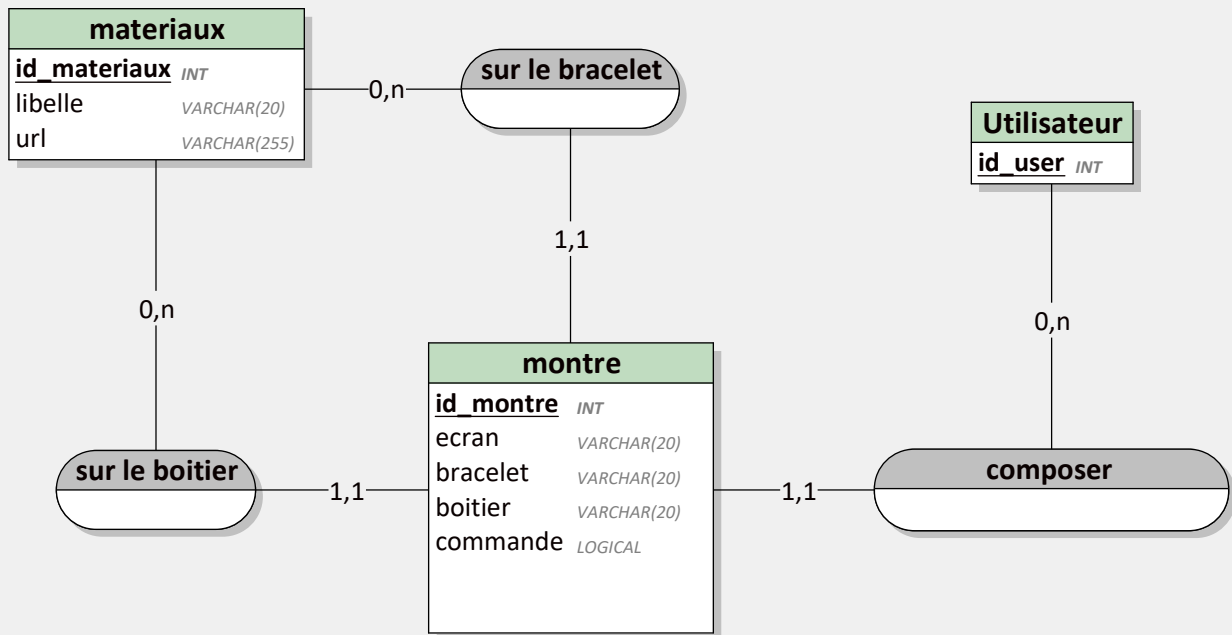 materiaux
id_materiaux INT
libelle VARCHAR(20)
url VARCHAR(255)
0,n
sur le bracelet
Utilisateur
id_user INT
1,1
0,n
0,n
montre
id_montre INT
ecran VARCHAR(20)
bracelet VARCHAR(20)
boitier VARCHAR(20)
commande LOGICAL
sur le boitier
1,1
1,1
composer